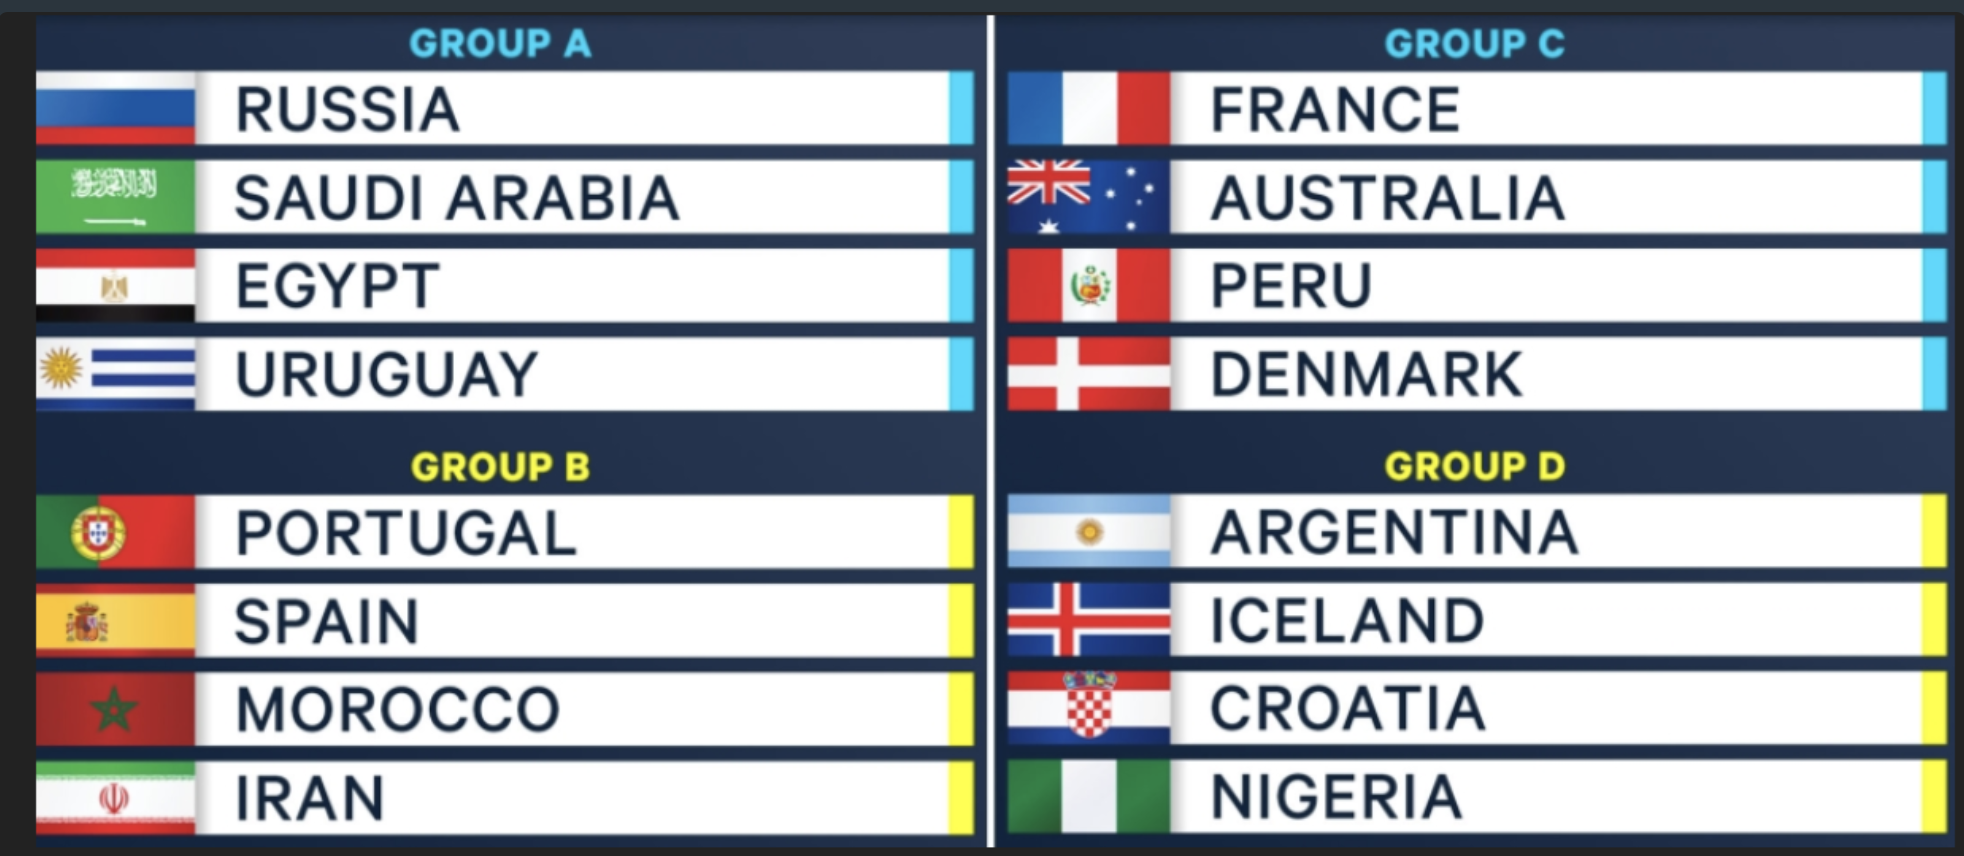 GROUP A
RUSSIA
SAUDI ARABIA
EGYPT
URUGUAY
GROUP B
PORTUGAL
SPAIN
MOROCCO
IRAN
GROUP C
FRANCE
AUSTRALIA
PERU
DENMARK
GROUP D
ARGENTINA
ICELAND
CROATIA
NIGERIA